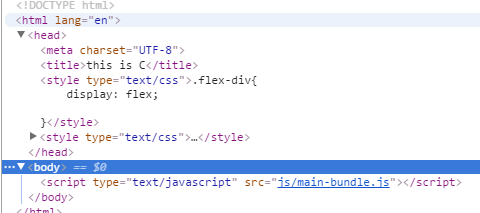 <!DOCTYPE html>
<html lang="en">
<head>
<meta charset="UTF-8">
<title>this is C</title>
<style type="text/css">.flex-div{
display: flex;
}</style>
<style type="text/css">…</style>
</head>
<body> == $0
<script type="text/javascript" src="js/main-bundle.js"></script>
</body>
</html>